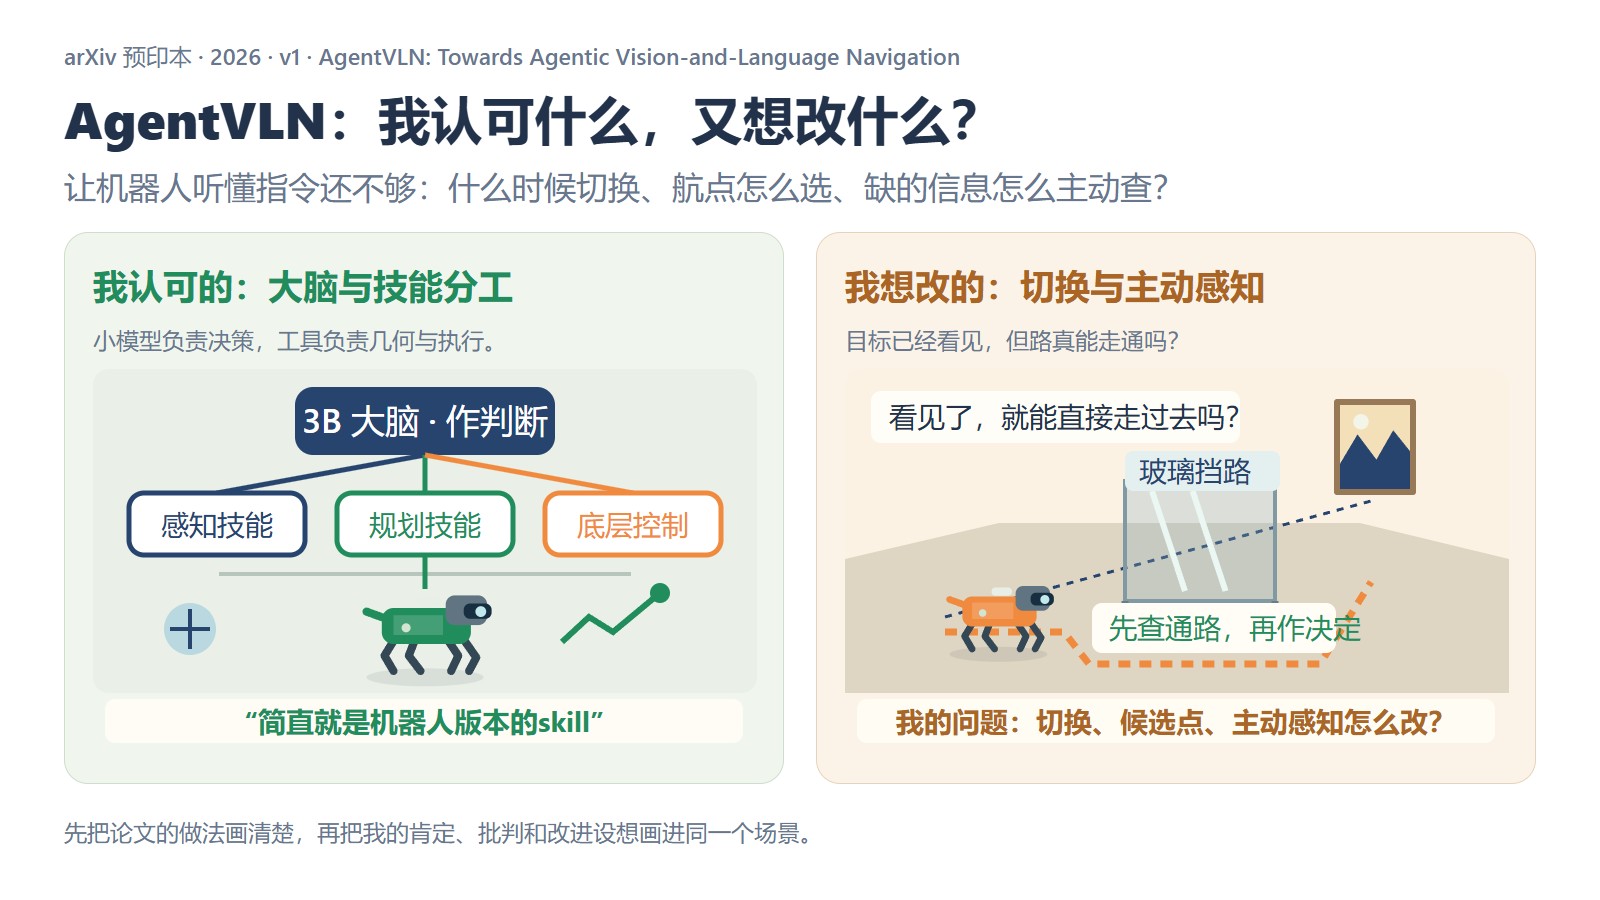 arXiv 预印本 · 2026 · v1 · AgentVLN: Towards Agentic Vision-and-Language Navigation
AgentVLN：我认可什么，又想改什么？
让机器人听懂指令还不够：什么时候切换、航点怎么选、缺的信息怎么主动查？
我认可的：大脑与技能分工
小模型负责决策，工具负责几何与执行。
3B 大脑 · 作判断
感知技能
规划技能
底层控制
“简直就是机器人版本的skill”
我想改的：切换与主动感知
目标已经看见，但路真能走通吗？
看见了，就能直接走过去吗？
玻璃挡路
先查通路，再作决定
我的问题：切换、候选点、主动感知怎么改？
先把论文的做法画清楚，再把我的肯定、批判和改进设想画进同一个场景。